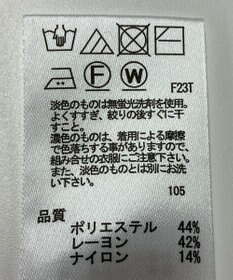 F W F23T
淡色のものは無蛍光洗剤を使用。
よくすすぎ、絞りの後すぐに干
すこと。
濃色のものは、着用による摩擦
で色落ちする事がありますので、
組み合せの衣服にご注意下さい。
また、淡色のものとは別にお洗
い下さい。
105
品質
ポリエステル 44%
レーヨン 42%
ナイロン 14%